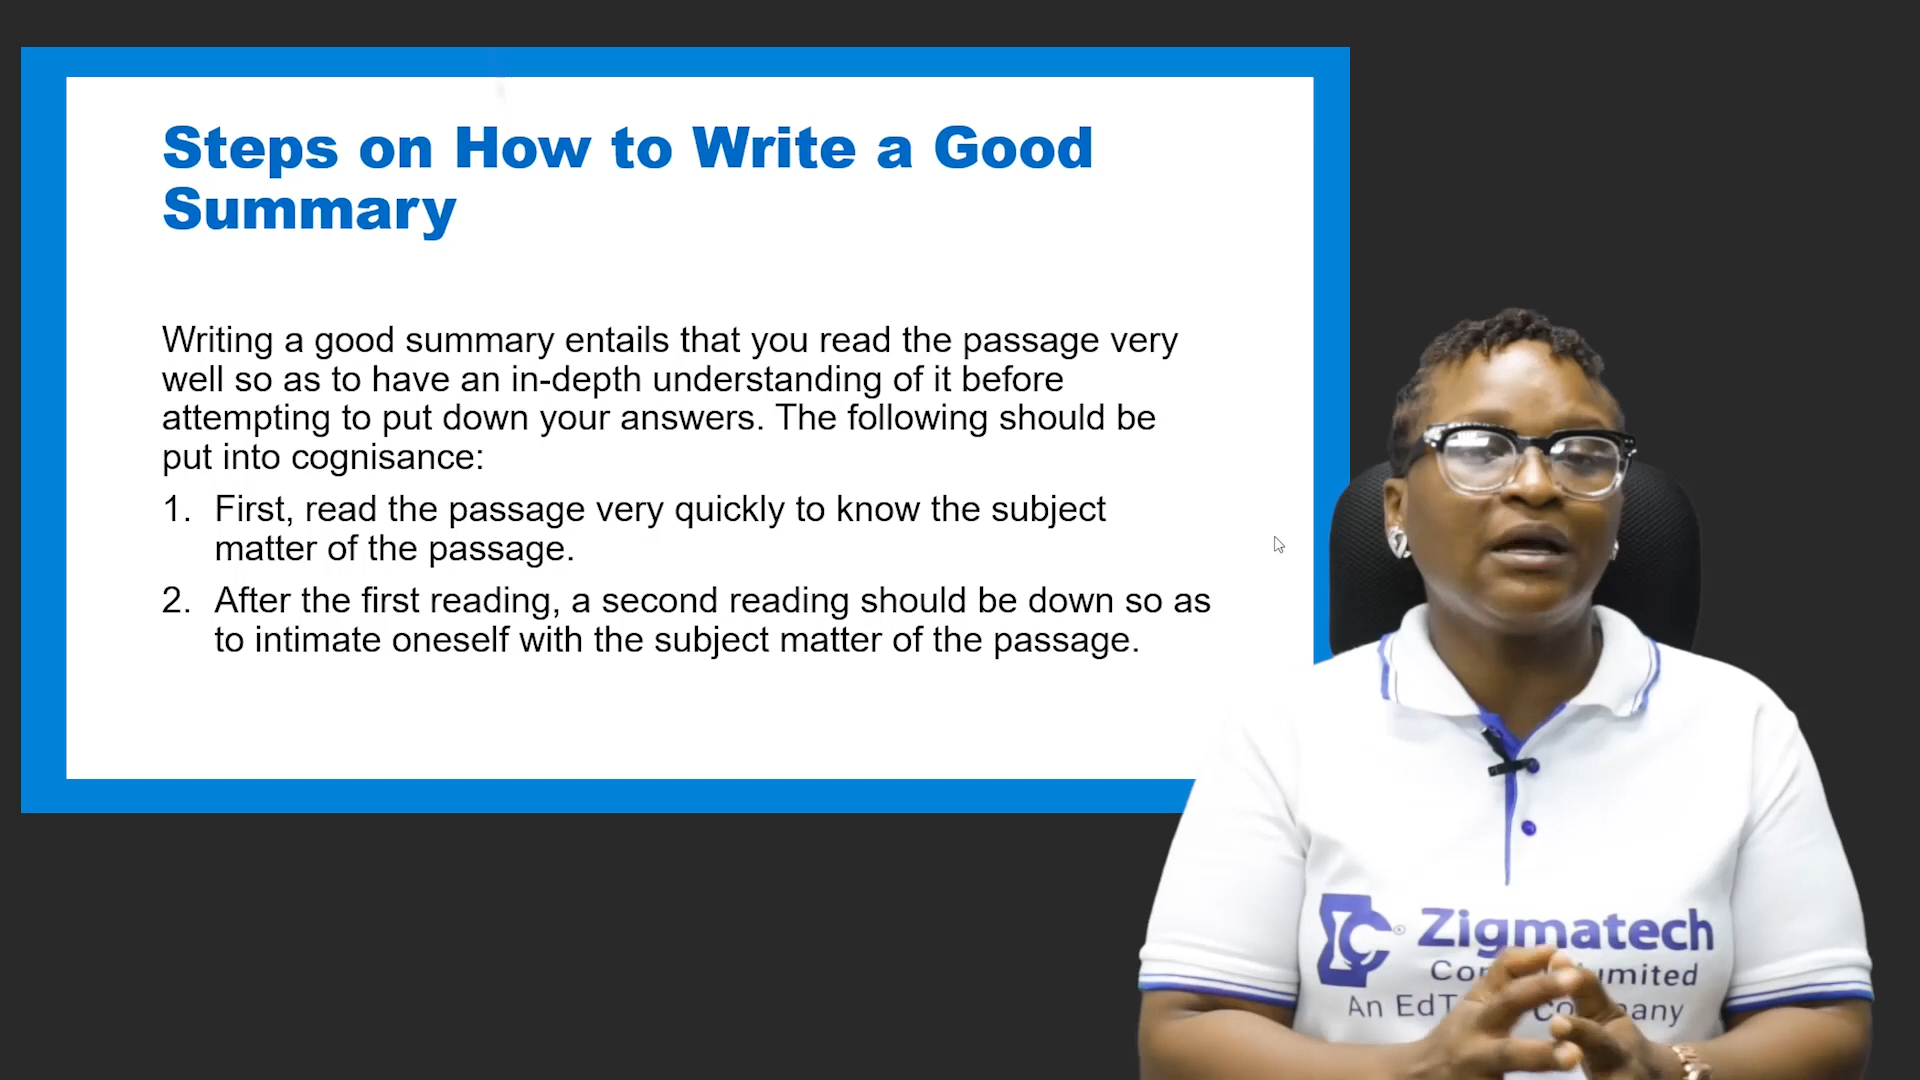 Steps on How to Write a Good
Summary
Writing a good summary entails that you read the passage very
well so as to have an in-depth understanding of it before
attempting to put down your answers. The following should be
put into cognisance:
1. First, read the passage very quickly to know the subject
matter of the passage.
2. After the first reading, a second reading should be down so as
to intimate oneself with the subject matter of the passage.
Zigmatech
An